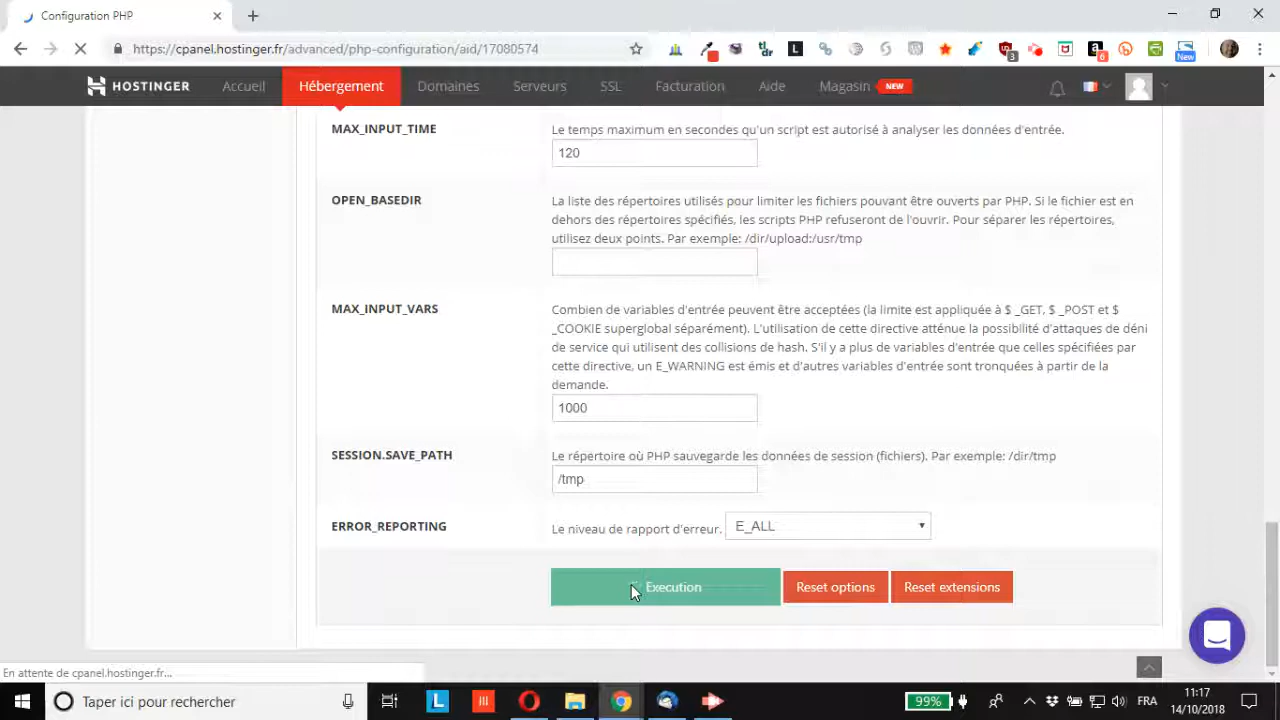 Configuration PHP
https://cpanel.hostinger.fr/advanced/php-configuration/aid/17080574
L
3
6
New
HOSTINGER
Accueil
Hébergement
Domaines
Serveurs
SSL
Facturation
Aide
Magasin
NEW
MAX_INPUT_TIME
Le temps maximum en secondes qu'un script est autorisé à analyser les données d'entrée.
120
OPEN_BASEDIR
La liste des répertoires utilisés pour limiter les fichiers pouvant être ouverts par PHP. Si le fichier est en
dehors des répertoires spécifiés, les scripts PHP refuseront de l'ouvrir. Pour séparer les répertoires,
utilisez deux points. Par exemple: /dir/upload:/usr/tmp
MAX_INPUT_VARS
Combien de variables d'entrée peuvent être acceptées (la limite est appliquée à $ _GET, $ _POST et $
_COOKIE superglobal séparément). L'utilisation de cette directive atténue la possibilité d'attaques de déni
de service qui utilisent des collisions de hash. S'il y a plus de variables d'entrée que celles spécifiées par
cette directive, un E_WARNING est émis et d'autres variables d'entrée sont tronquées à partir de la
demande.
1000
SESSION.SAVE_PATH
Le répertoire où PHP sauvegarde les données de session (fichiers). Par exemple: /dir/tmp
/tmp
ERROR_REPORTING
Le niveau de rapport d'erreur.
E_ALL
Execution
Reset options
Reset extensions
En attente de cpanel.hostinger.fr...
Taper ici pour rechercher
L
99%
FRA
11:17
14/10/2018